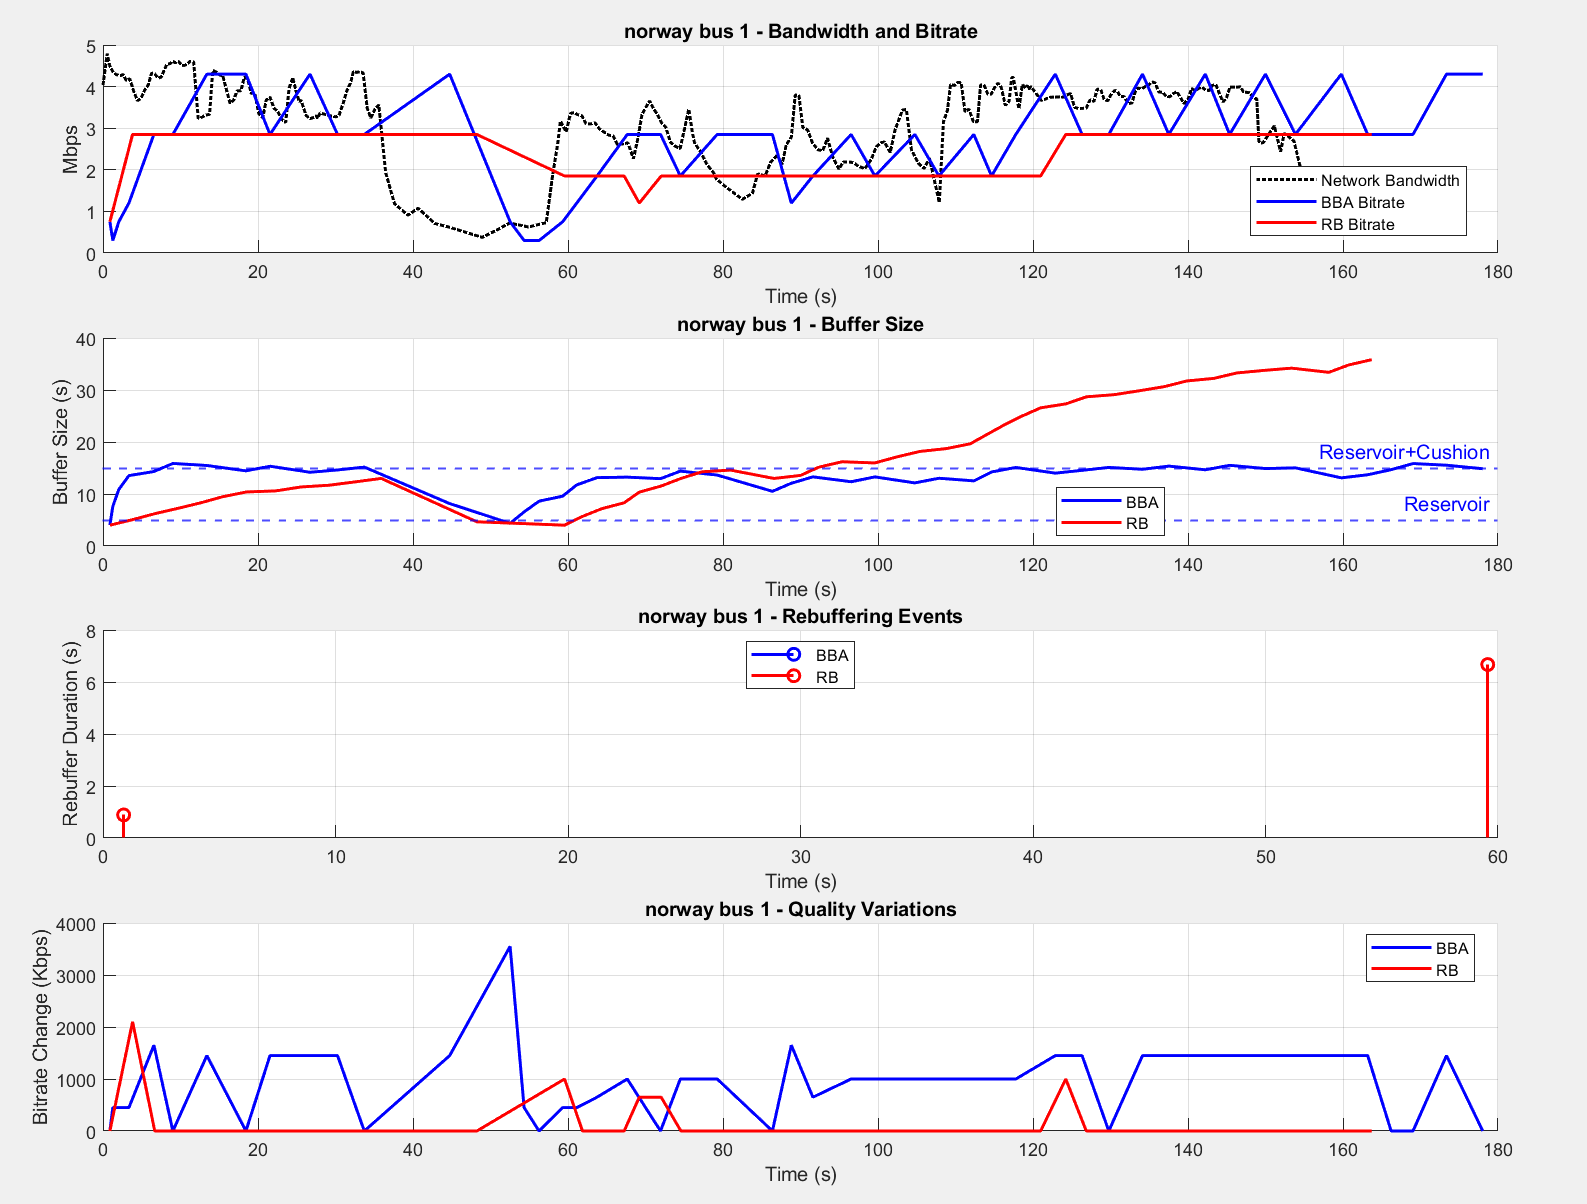 norway bus 1 - Bandwidth and Bitrate
5
4
3
2
1
0
Mbps
Network Bandwidth
BBA Bitrate
RB Bitrate
0 20 40 60 80 100 120 140 160 180
Time (s)
norway bus 1 - Buffer Size
40
30
20
10
0
Buffer Size (s)
Reservoir+Cushion
Reservoir
BBA
RB
0 20 40 60 80 100 120 140 160 180
Time (s)
norway bus 1 - Rebuffering Events
8
6
4
2
0
Rebuffer Duration (s)
BBA
RB
0 10 20 30 40 50 60
Time (s)
norway bus 1 - Quality Variations
4000
3000
2000
1000
0
Bitrate Change (Kbps)
BBA
RB
0 20 40 60 80 100 120 140 160 180
Time (s)